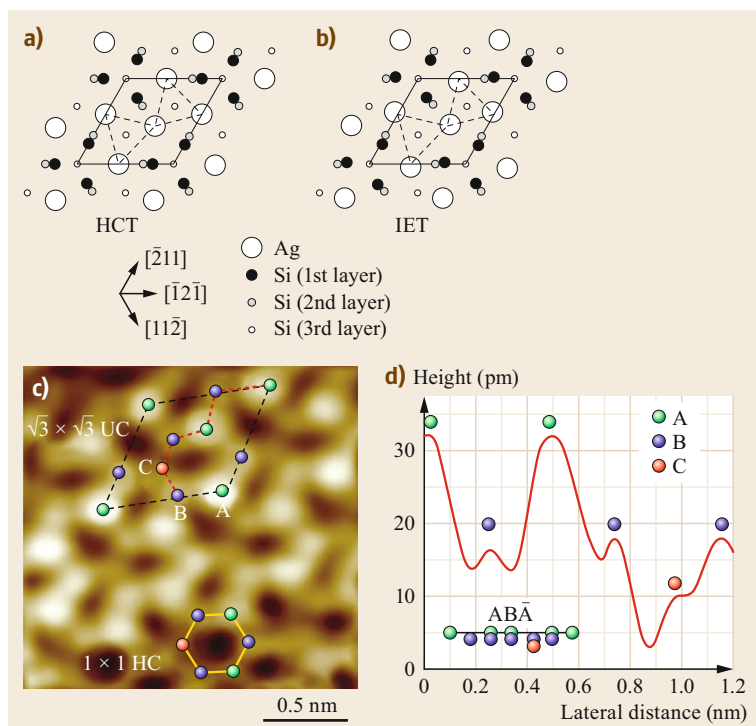 a)
b)
HCT
IET
[2̄11]
[1̄21̄]
[112̄]
Ag
Si (1st layer)
Si (2nd layer)
Si (3rd layer)
c)
√3 × √3 UC
C
B
A
1 × 1 HC
0.5 nm
d) Height (pm)
30
20
10
0
A
B
C
ABĀ
0 0.2 0.4 0.6 0.8 1.0 1.2
Lateral distance (nm)